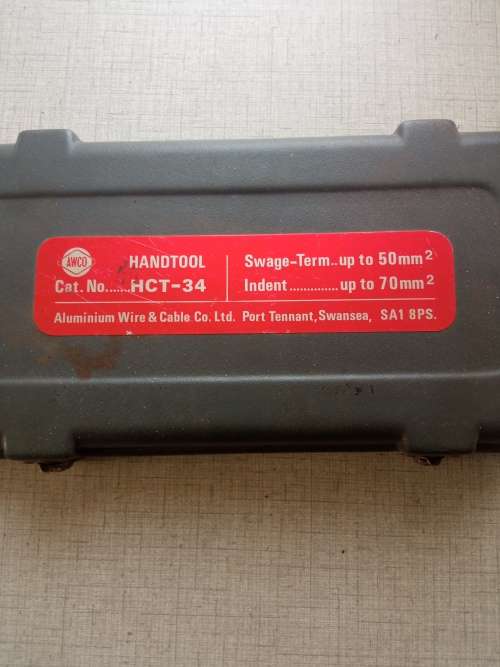 AWCO
HANDTOOL
Cat. No......HCT-34
Swage-Term..up to 50mm²
Indent..............up to 70mm²
Aluminium Wire & Cable Co. Ltd. Port Tennant, Swansea, SA1 8PS.